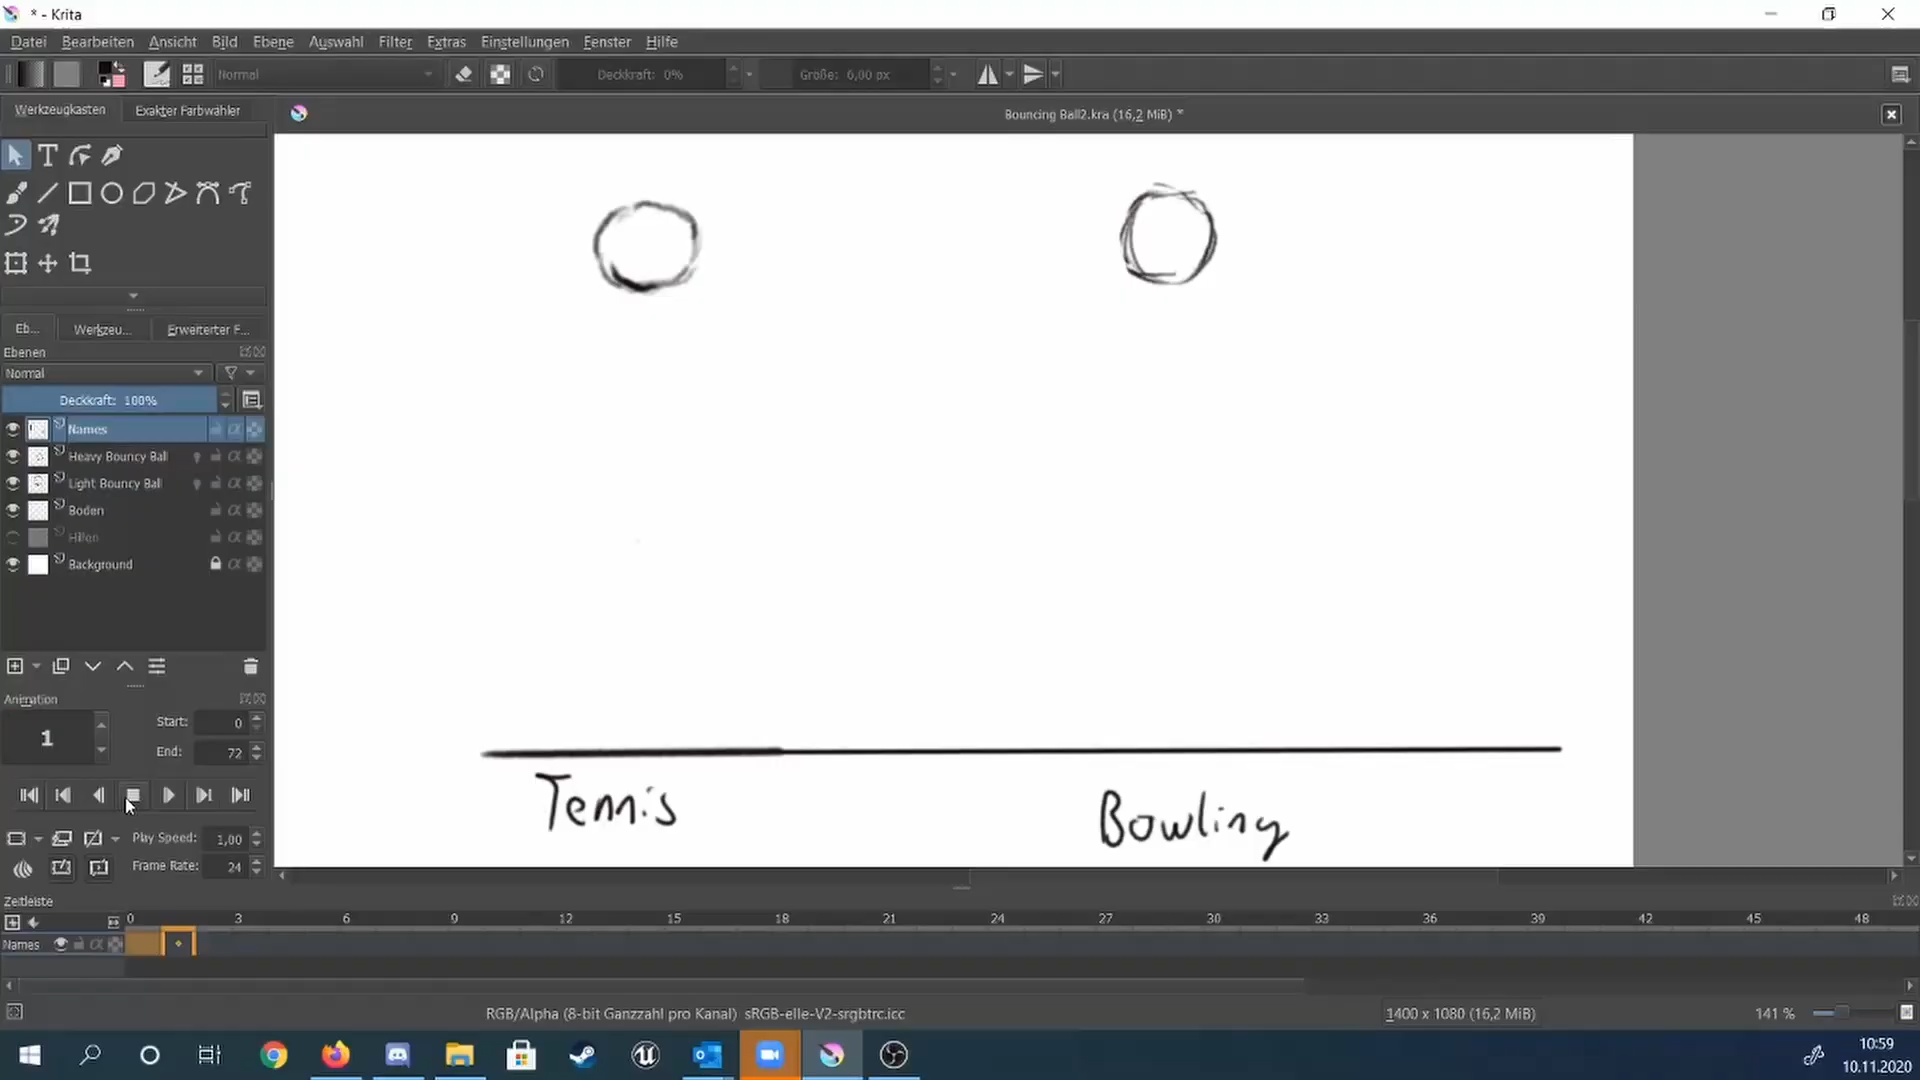 * - Krita
Datei Bearbeiten Ansicht Bild Ebene Auswahl Filter Extras Einstellungen Fenster Hilfe
Normal Deckkraft: 0% Größe: 0,00 px
Werkzeugkasten Exakter Farbwähler
Bouncing Ball2.kra (16,2 MiB) *
Eb... Werkzeu... Erweiterter F...
Ebenen
Normal
Deckkraft: 100%
Names
Heavy Bouncy Ball
Light Bouncy Ball
Boden
Hilfen
Background
Animation
1 Start: 0
End: 72
Play Speed: 1,00
Frame Rate: 24
Tennis
Bowling
Zeitleiste
0 3 6 9 12 15 18 21 24 27 30 33 36 39 42 45 48
Names
RGB/Alpha (8-bit Ganzzahl pro Kanal) sRGB-elle-V2-srgbtrc.icc 1400 x 1080 (16,2 MiB) 141 %
10:59
10.11.2020